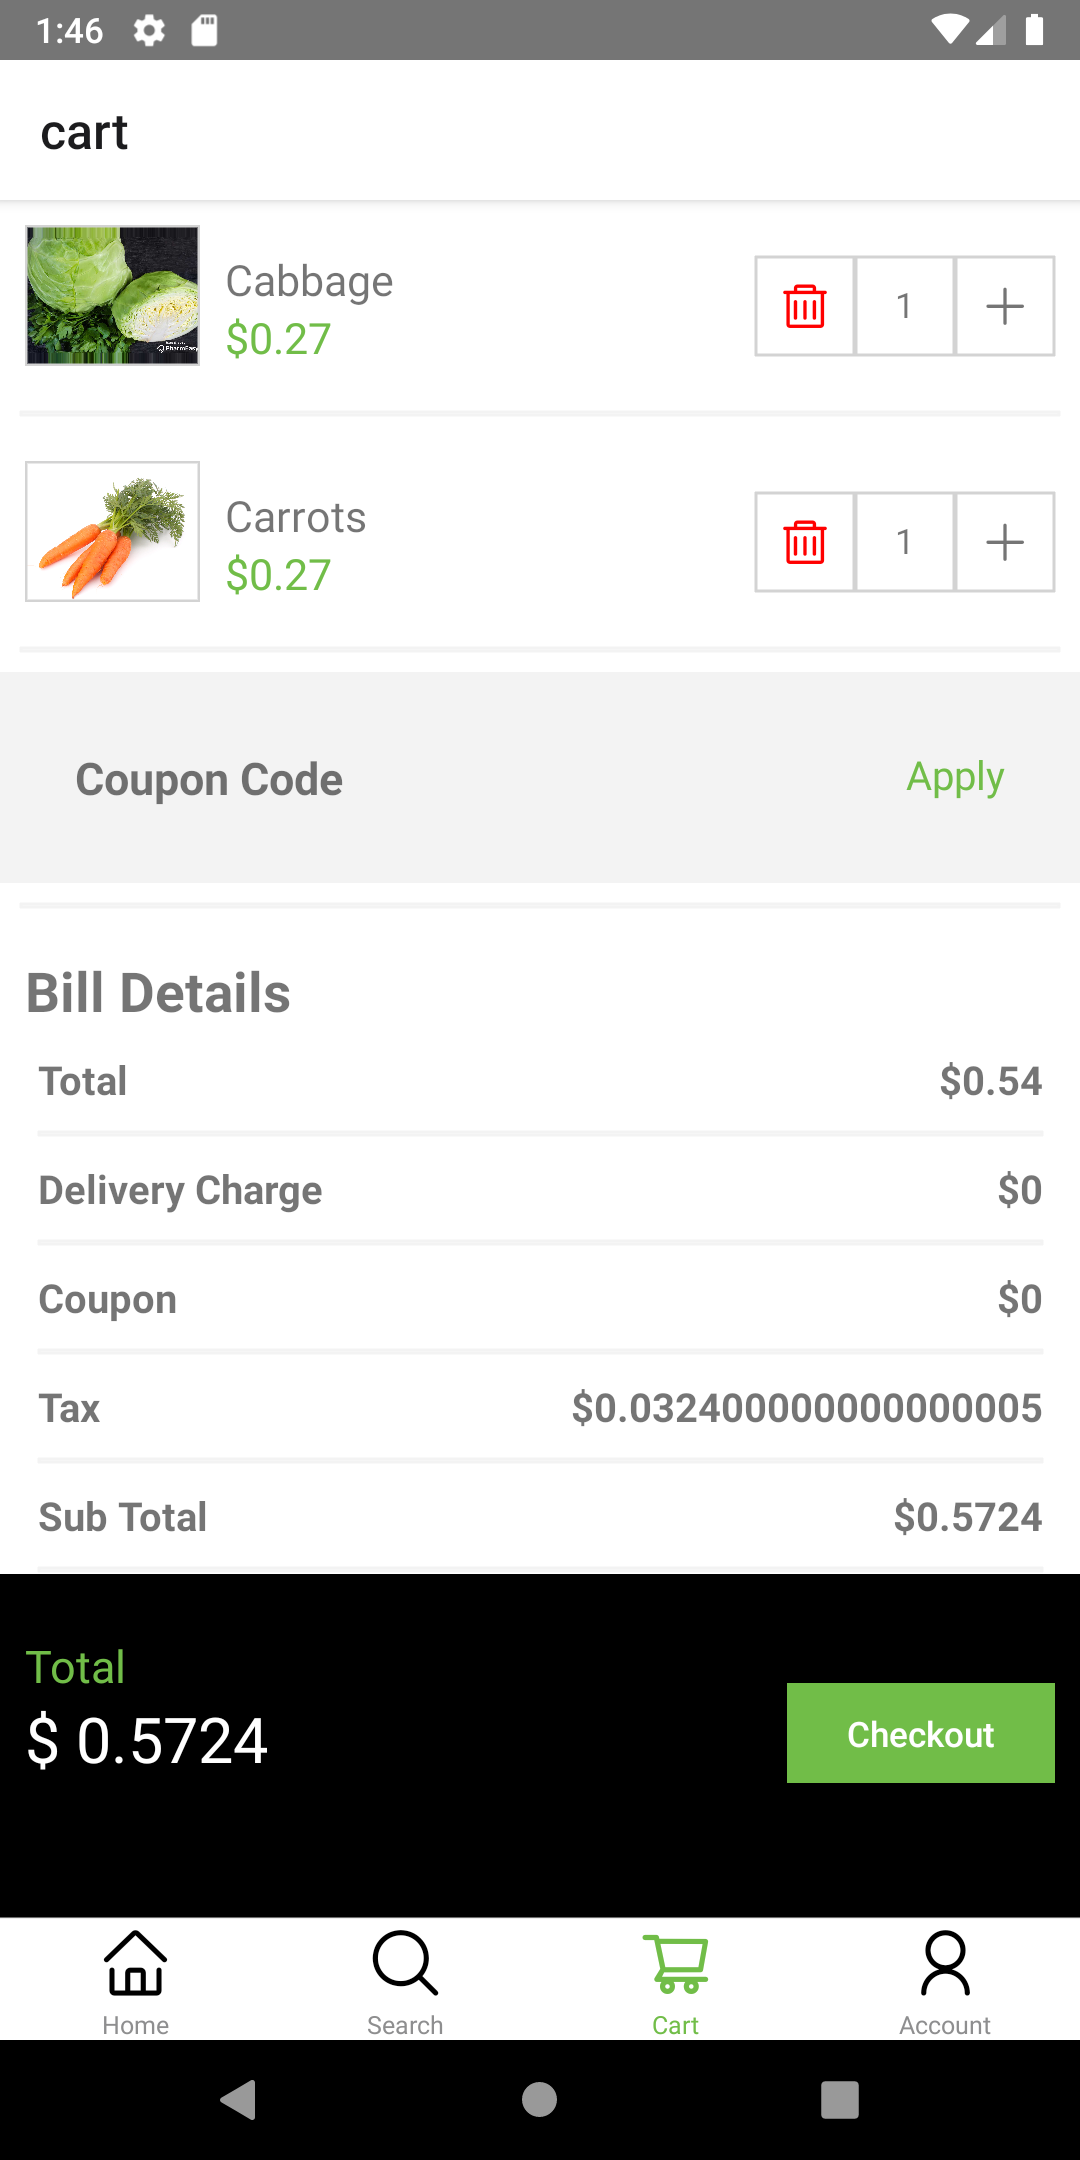 1:46
cart
Cabbage
$0.27
1
Carrots
$0.27
1
Coupon Code
Apply
Bill Details
Total
$0.54
Delivery Charge
$0
Coupon
$0
Tax
$0.032400000000000005
Sub Total
$0.5724
Total
$ 0.5724
Checkout
Home
Search
Cart
Account